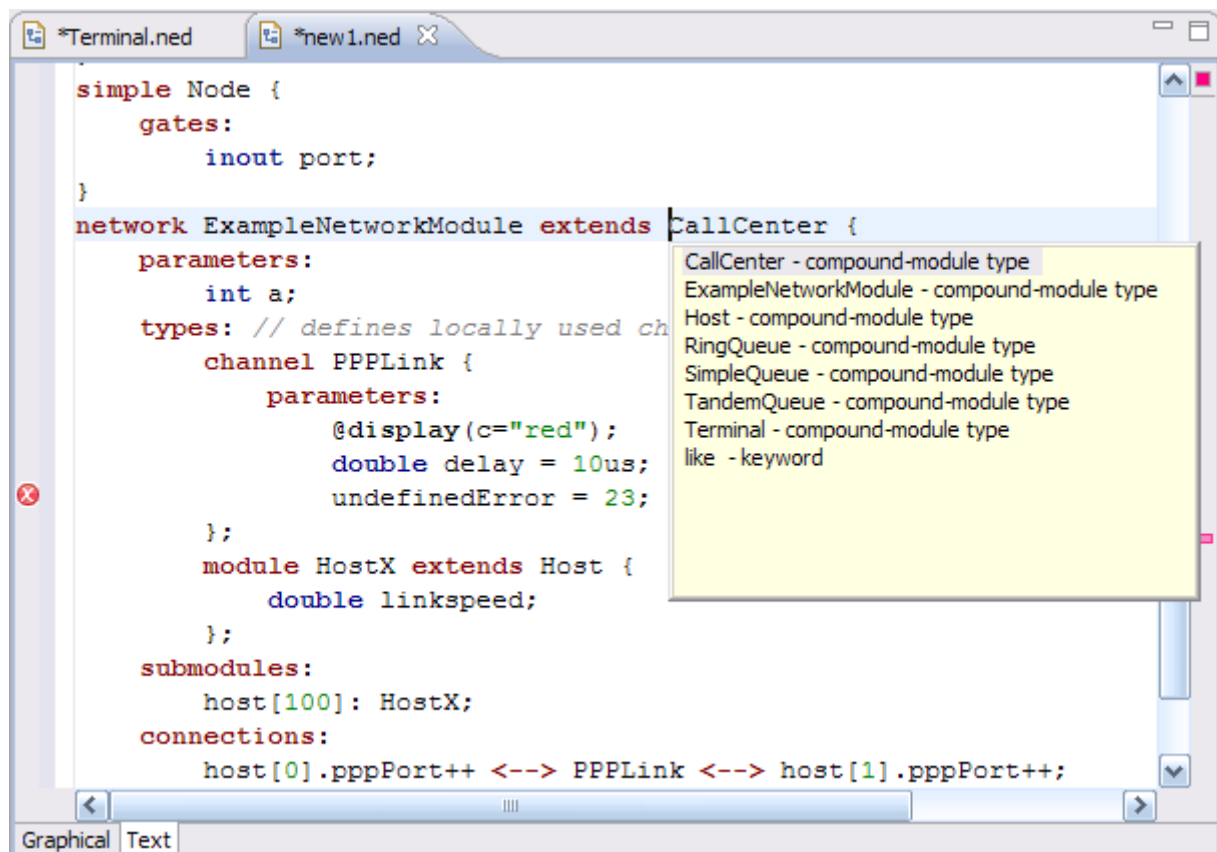 *Terminal.ned *new1.ned
simple Node {
gates:
inout port;
}
network ExampleNetworkModule extends CallCenter {
parameters:
int a;
types: // defines locally used ch
channel PPPLink {
parameters:
@display(c="red");
double delay = 10us;
undefinedError = 23;
};
module HostX extends Host {
double linkspeed;
};
submodules:
host[100]: HostX;
connections:
host[0].pppPort++ <--> PPPLink <--> host[1].pppPort++;
CallCenter - compound-module type
ExampleNetworkModule - compound-module type
Host - compound-module type
RingQueue - compound-module type
SimpleQueue - compound-module type
TandemQueue - compound-module type
Terminal - compound-module type
like - keyword
Graphical Text